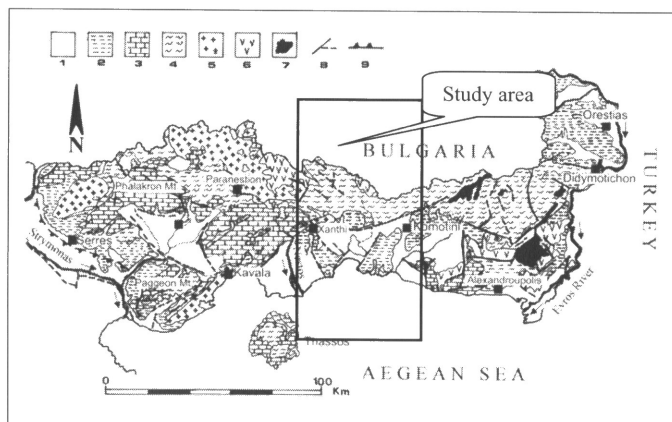 1 2 3 4 5 6 7 8 9
Study area
N
BULGARIA
Orestias
TURKEY
Didymotichon
Phalakron Mt
Paranestion
Xanthi
Komotini
Serres
Strymonas
Kavala
Paggeon Mt
Alexandroupolis
Evros River
Thassos
AEGEAN SEA
0 100
Km